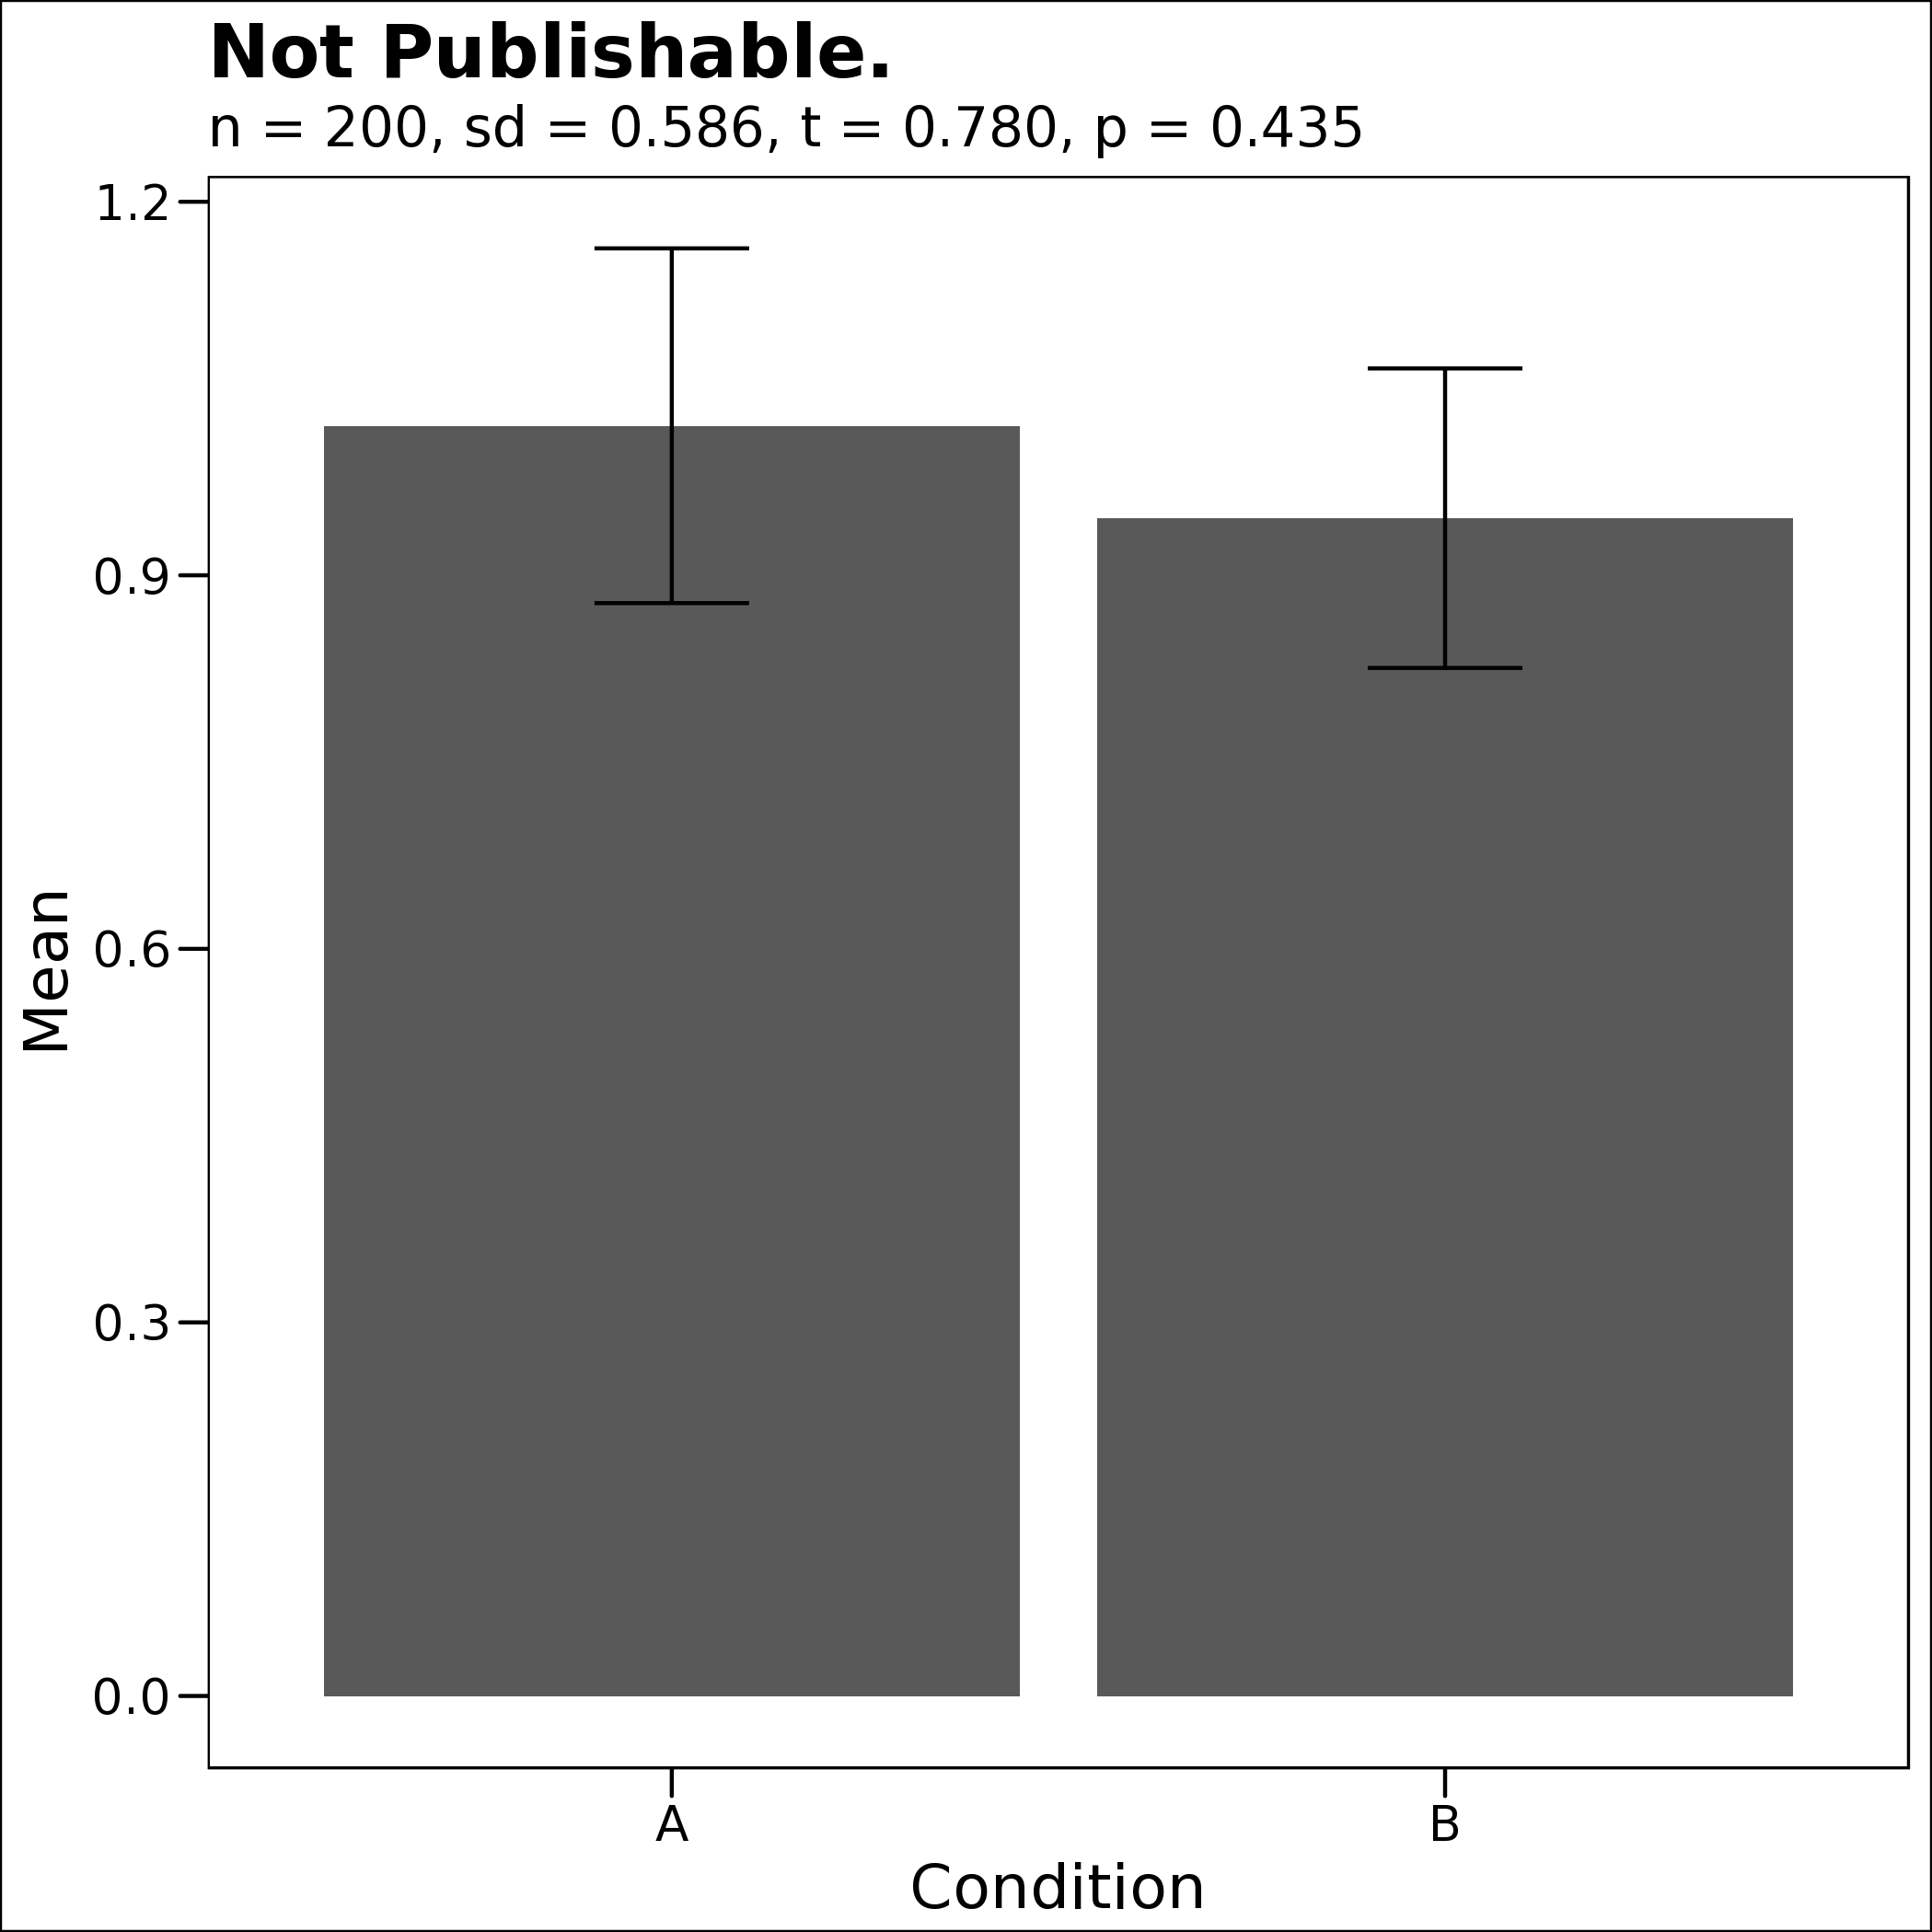 Not Publishable.
n = 200, sd = 0.586, t = 0.780, p = 0.435
1.2
0.9
0.6
0.3
0.0
Mean
A
B
Condition